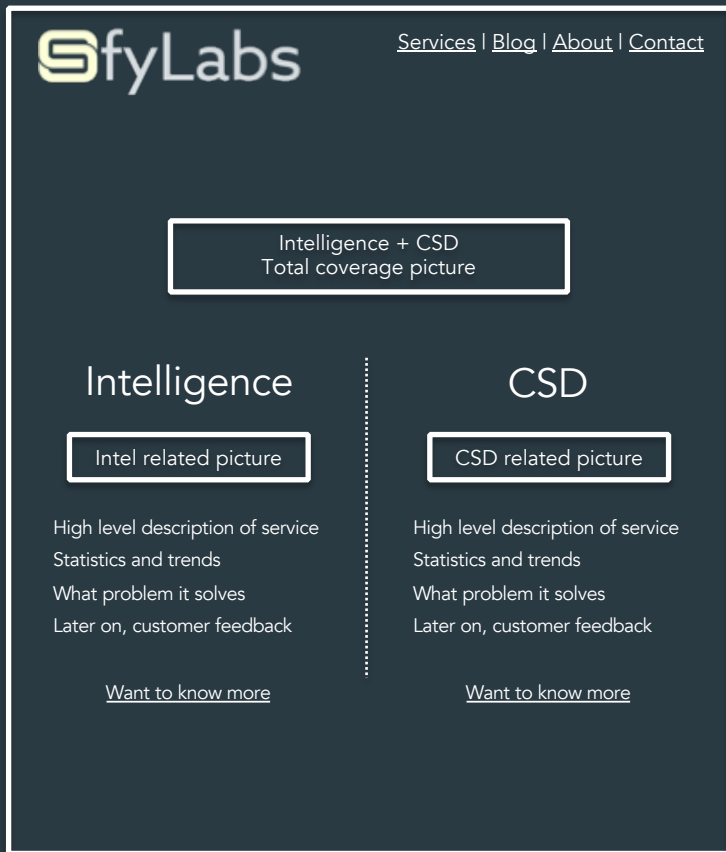 SfyLabs
Services | Blog | About | Contact
Intelligence + CSD
Total coverage picture
Intelligence
Intel related picture
High level description of service
Statistics and trends
What problem it solves
Later on, customer feedback
Want to know more
CSD
CSD related picture
High level description of service
Statistics and trends
What problem it solves
Later on, customer feedback
Want to know more